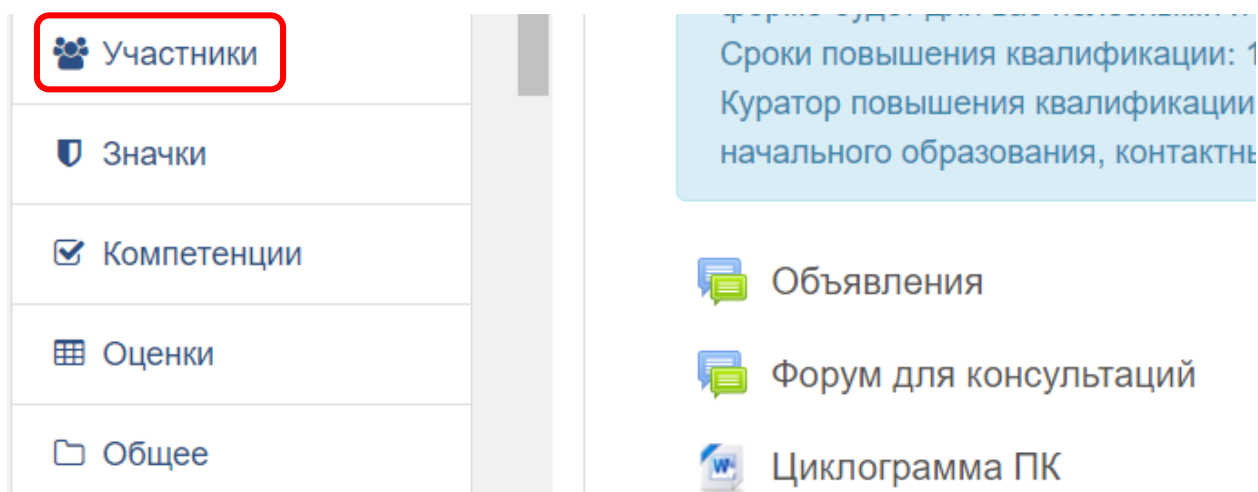 Участники
Значки
Компетенции
Оценки
Общее
Сроки повышения квалификации: 1
Куратор повышения квалификации
начального образования,
Объявления
Форум для консультаций
Циклограмма ПК